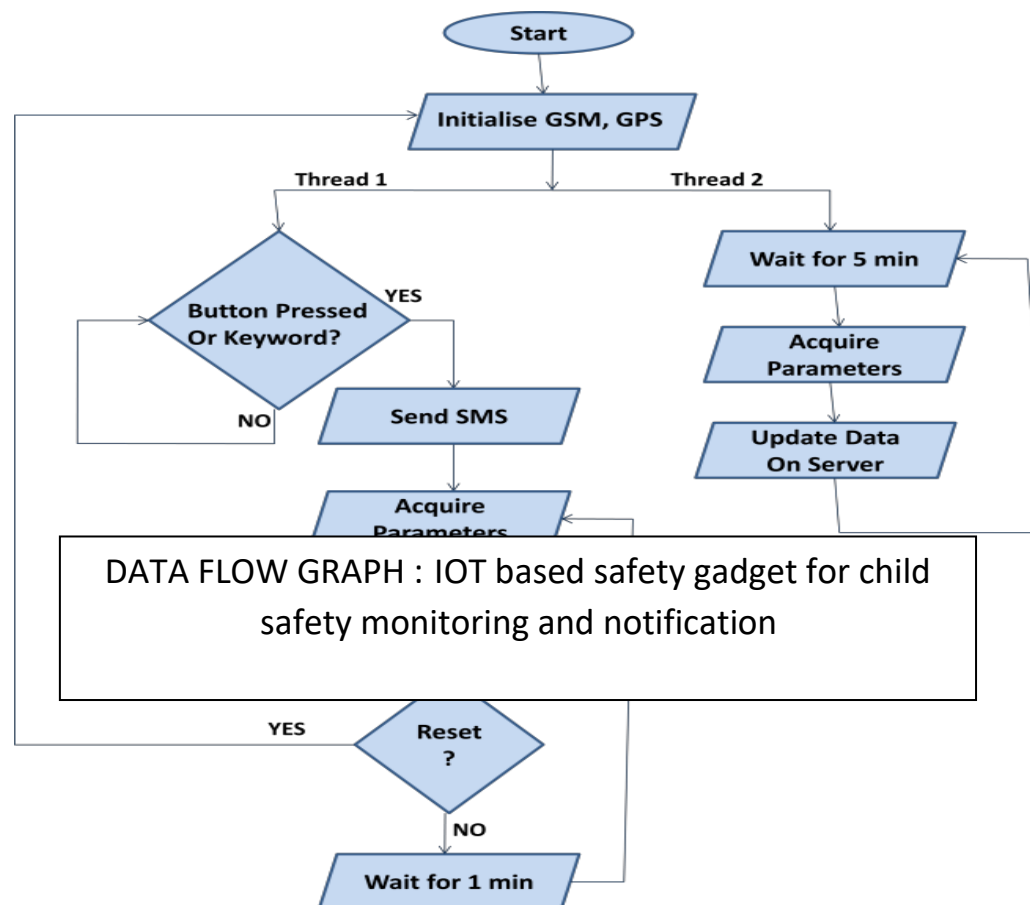 Start
Initialise GSM, GPS
Thread 1
Thread 2
Wait for 5 min
YES
Button Pressed
Or Keyword?
NO
Acquire
Parameters
Send SMS
Update Data
On Server
Acquire
Parameters
DATA FLOW GRAPH : IOT based safety gadget for child
safety monitoring and notification
YES
Reset
?
NO
Wait for 1 min